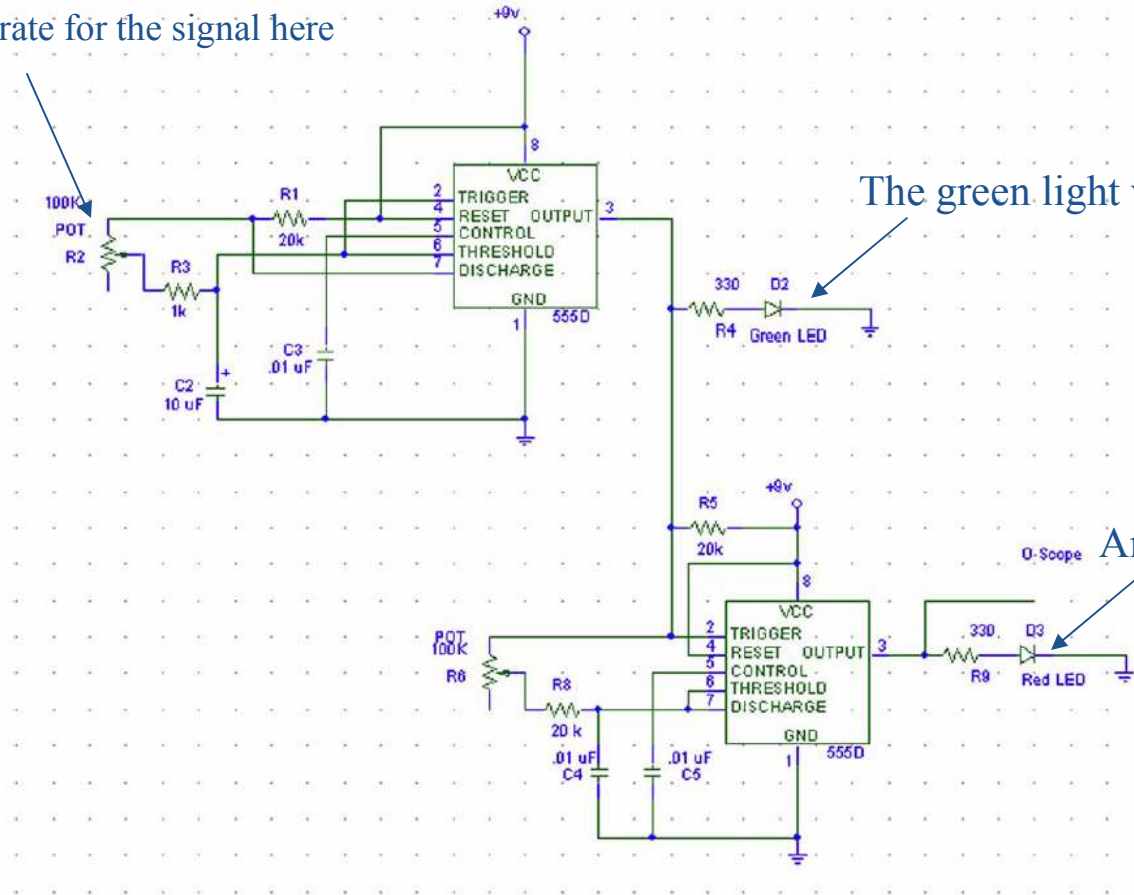 rate for the signal here
+9v
8
VCC
2 TRIGGER
4 RESET OUTPUT 3
5 CONTROL
6 THRESHOLD
7 DISCHARGE
GND
1 555D
100K
POT
R2
R1
20k
R3
1k
C3
.01 uF
C2 +
10 uF
The green light
330 D2
R4 Green LED
+9v
R5
20k
O-Scope
8
VCC
2 TRIGGER
4 RESET OUTPUT 3
5 CONTROL
6 THRESHOLD
7 DISCHARGE
GND
1 555D
POT
100K
R6
R8
20 k
.01 uF
C4
.01 uF
C5
330 D3
R9 Red LED